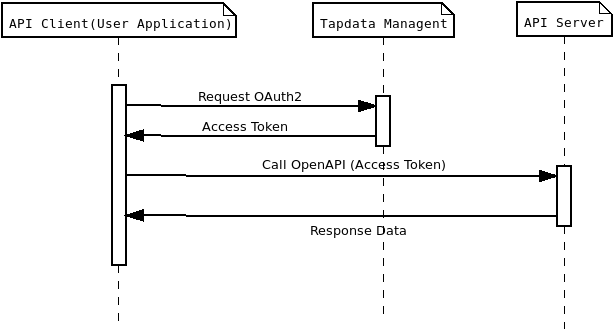 API Client(User Application)
Tapdata Managent
API Server
Request OAuth2
Access Token
Call OpenAPI (Access Token)
Response Data